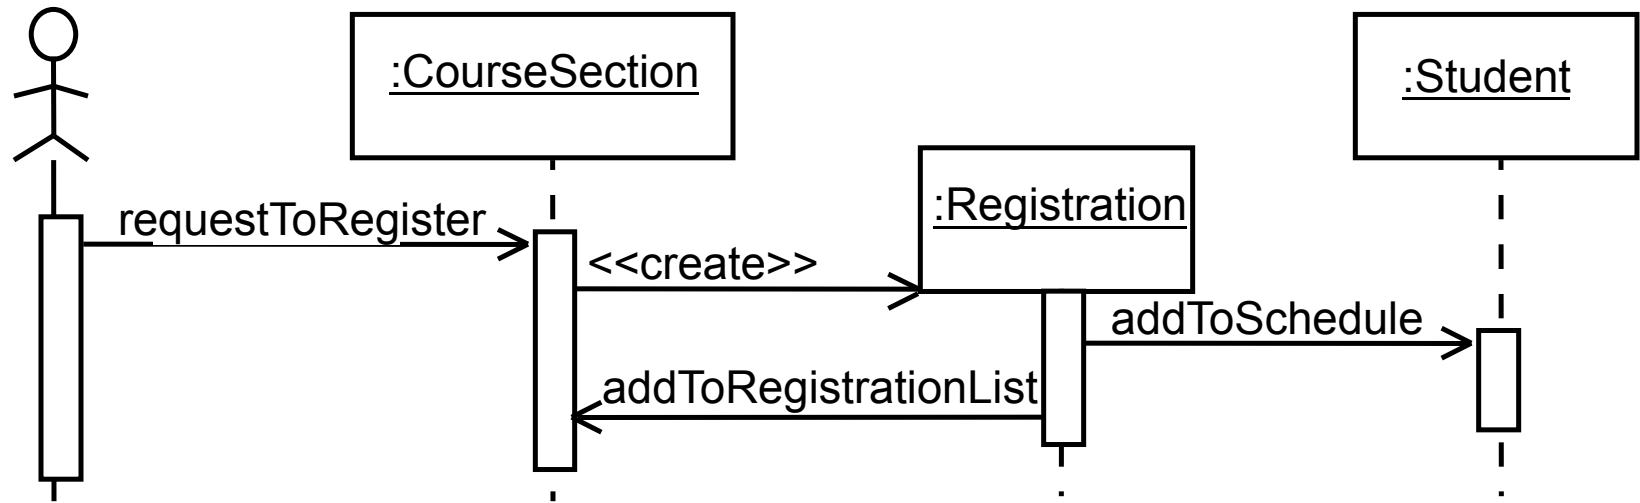 :CourseSection
:Student
:Registration
requestToRegister
<<create>>
addToSchedule
addToRegistrationList